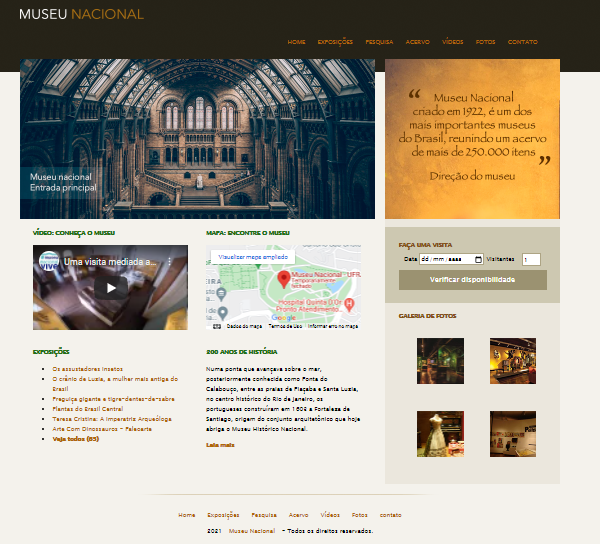 MUSEU NACIONAL
HOME EXPOSIÇÕES PESQUISA ACERVO VÍDEOS FOTOS CONTATO
Museu nacional
Entrada principal
“ Museu Nacional
criado em 1922, é um dos
mais importantes museus
do Brasil, reunindo um acervo
de mais de 250.000 itens ”
Direção do museu
VÍDEO: CONHEÇA O MUSEU
Uma visita mediada a...
VIVE
MAPA: ENCONTRE O MUSEU
Visualizar mapa ampliado
Museu Nacional - UFRJ
Temporariamente
fechado
Hospital Quinta D'Or
Pronto Atendimento
EIRA
Google
Dados do mapa Termos de Uso Informar erro no mapa
FAÇA UMA VISITA
Data dd/mm/aaaa Visitantes 1
Verificar disponibilidade
GALERIA DE FOTOS
EXPOSIÇÕES
Os assustadores insetos
O crânio de Luzia, a mulher mais antiga do
Brasil
Preguiça gigante e tigre-dentes-de-sabre
Plantas do Brasil Central
Teresa Cristina: A Imperatriz Arqueóloga
Arte Com Dinossauros - Paleoarte
Veja todos (85)
200 ANOS DE HISTÓRIA
Numa ponta que avançava sobre o mar,
posteriormente conhecida como Ponta do
Calabouço, entre as praias de Piaçaba e Santa Luzia,
no centro histórico do Rio de Janeiro, os
portugueses construíram em 1603 a Fortaleza de
Santiago, origem do conjunto arquitetônico que hoje
abriga o Museu Histórico Nacional.
Leia mais
Home Exposições Pesquisa Acervo Vídeos Fotos contato
2021 Museu Nacional - Todos os direitos reservados.